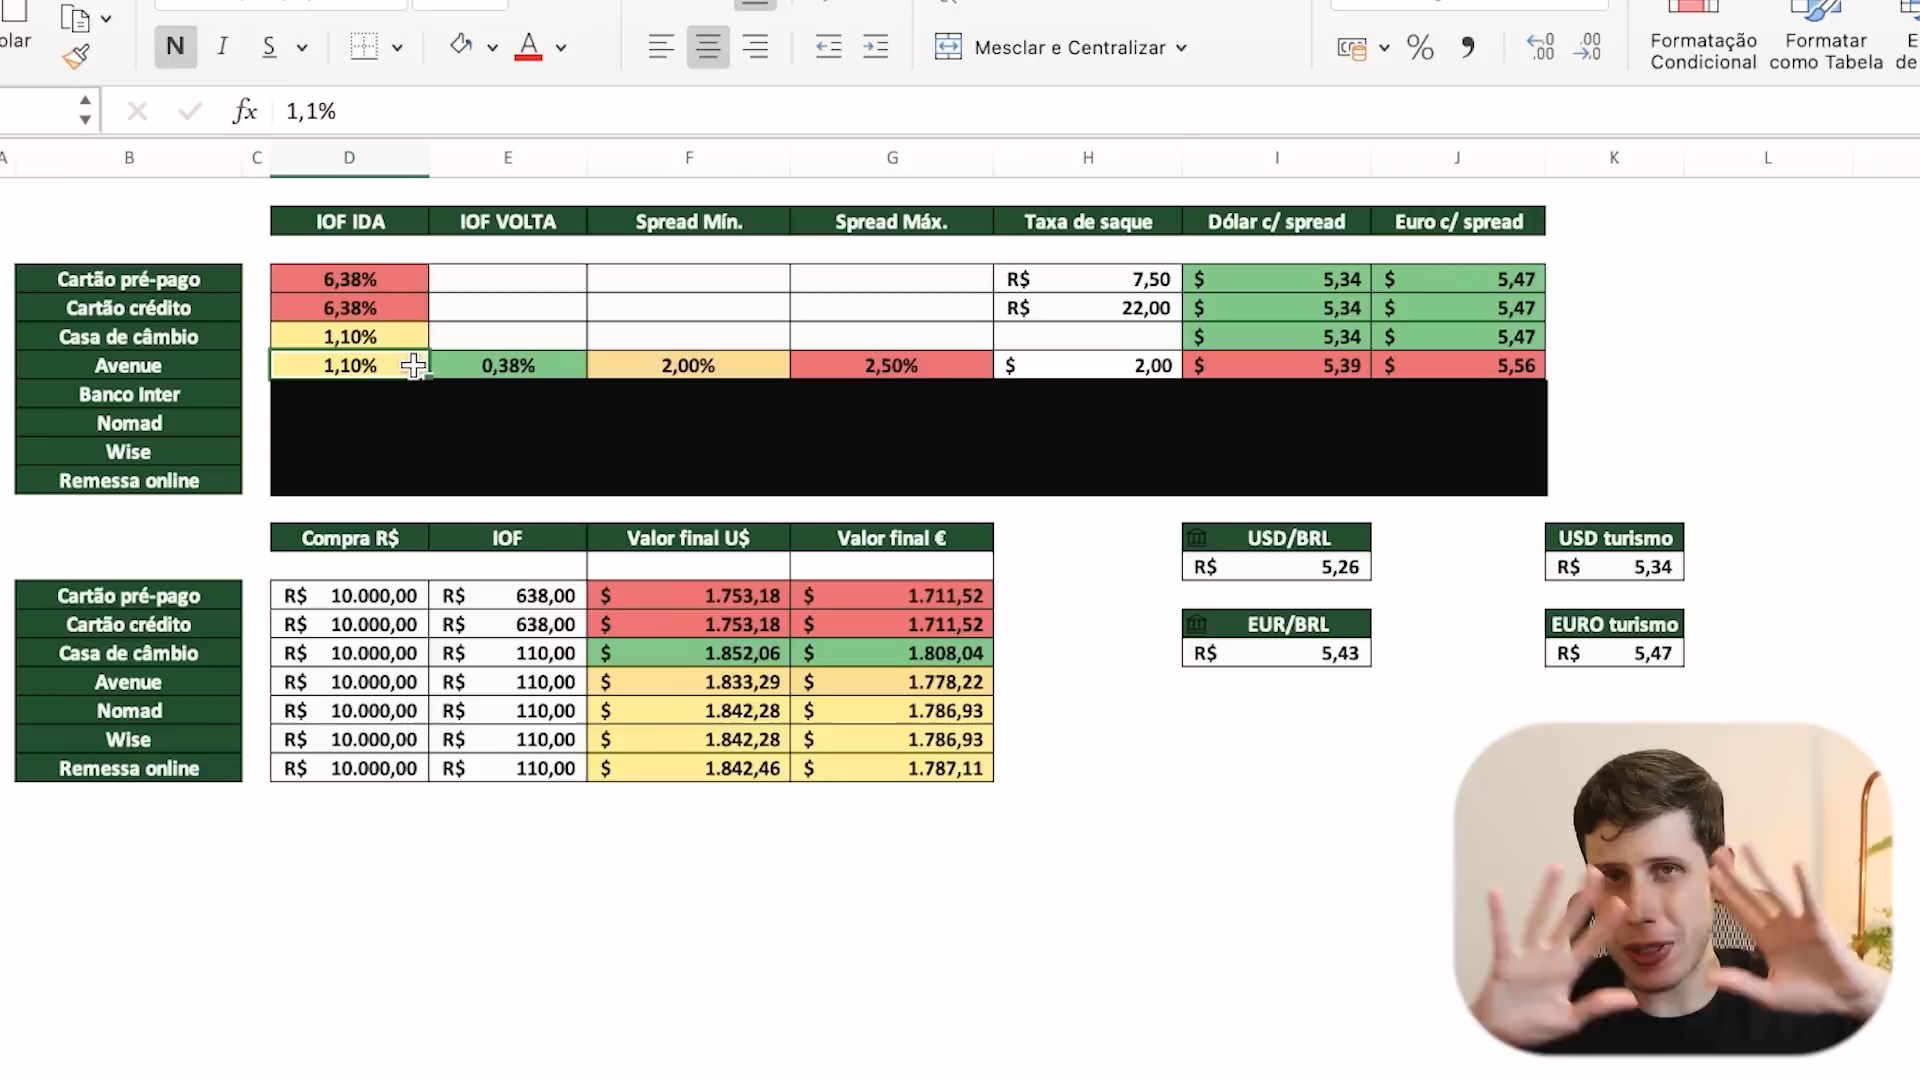 olar
N I S
A
Mesclar e Centralizar
%
,00
,00
Formatação Condicional
Formatar como Tabela
E
de
fx 1,1%
A B C D E F G H I J K L
IOF IDA IOF VOLTA Spread Mín. Spread Máx. Taxa de saque Dólar c/ spread Euro c/ spread
Cartão pré-pago 6,38% R$ 7,50 $ 5,34 $ 5,47
Cartão crédito 6,38% R$ 22,00 $ 5,34 $ 5,47
Casa de câmbio 1,10% $ 5,34 $ 5,47
Avenue 1,10% 0,38% 2,00% 2,50% $ 2,00 $ 5,39 $ 5,56
Banco Inter
Nomad
Wise
Remessa online
Compra R$ IOF Valor final U$ Valor final €
Cartão pré-pago R$ 10.000,00 R$ 638,00 $ 1.753,18 $ 1.711,52
Cartão crédito R$ 10.000,00 R$ 638,00 $ 1.753,18 $ 1.711,52
Casa de câmbio R$ 10.000,00 R$ 110,00 $ 1.852,06 $ 1.808,04
Avenue R$ 10.000,00 R$ 110,00 $ 1.833,29 $ 1.778,22
Nomad R$ 10.000,00 R$ 110,00 $ 1.842,28 $ 1.786,93
Wise R$ 10.000,00 R$ 110,00 $ 1.842,28 $ 1.786,93
Remessa online R$ 10.000,00 R$ 110,00 $ 1.842,46 $ 1.787,11
USD/BRL
R$ 5,26
EUR/BRL
R$ 5,43
USD turismo
R$ 5,34
EURO turismo
R$ 5,47